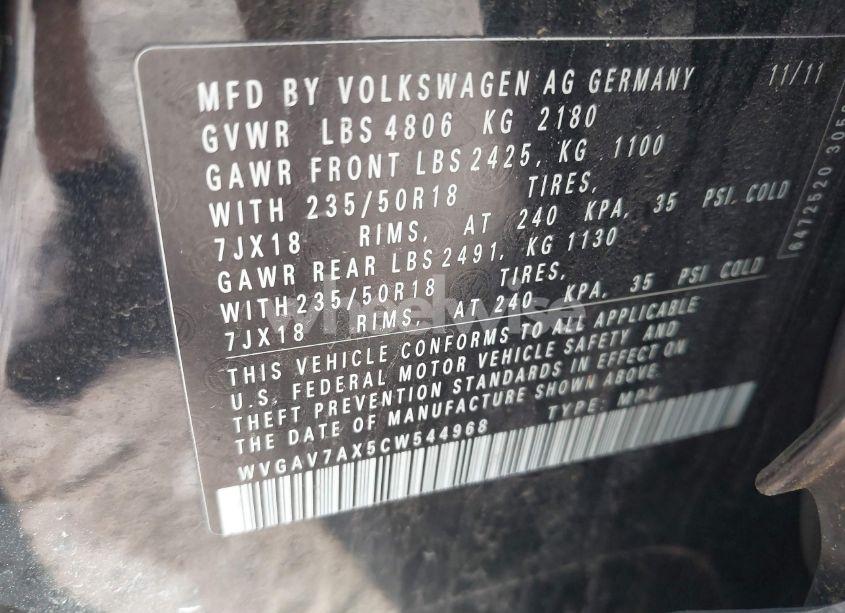 MFD BY VOLKSWAGEN AG GERMANY 11/11
GVWR LBS 4806 KG 2180
GAWR FRONT LBS 2425, KG 1100
WITH 235/50R18 TIRES,
7JX18 RIMS, AT 240 KPA, 35 PSI COLD
GAWR REAR LBS 2491, KG 1130
WITH 235/50R18 TIRES,
7JX18 RIMS, AT 240 KPA, 35 PSI COLD
THIS VEHICLE CONFORMS TO ALL APPLICABLE
U.S. FEDERAL MOTOR VEHICLE SAFETY AND
THEFT PREVENTION STANDARDS IN EFFECT ON
THE DATE OF MANUFACTURE SHOWN ABOVE.
WVGAV7AX5CW544968 TYPE: MPV
6472520
wheelwise